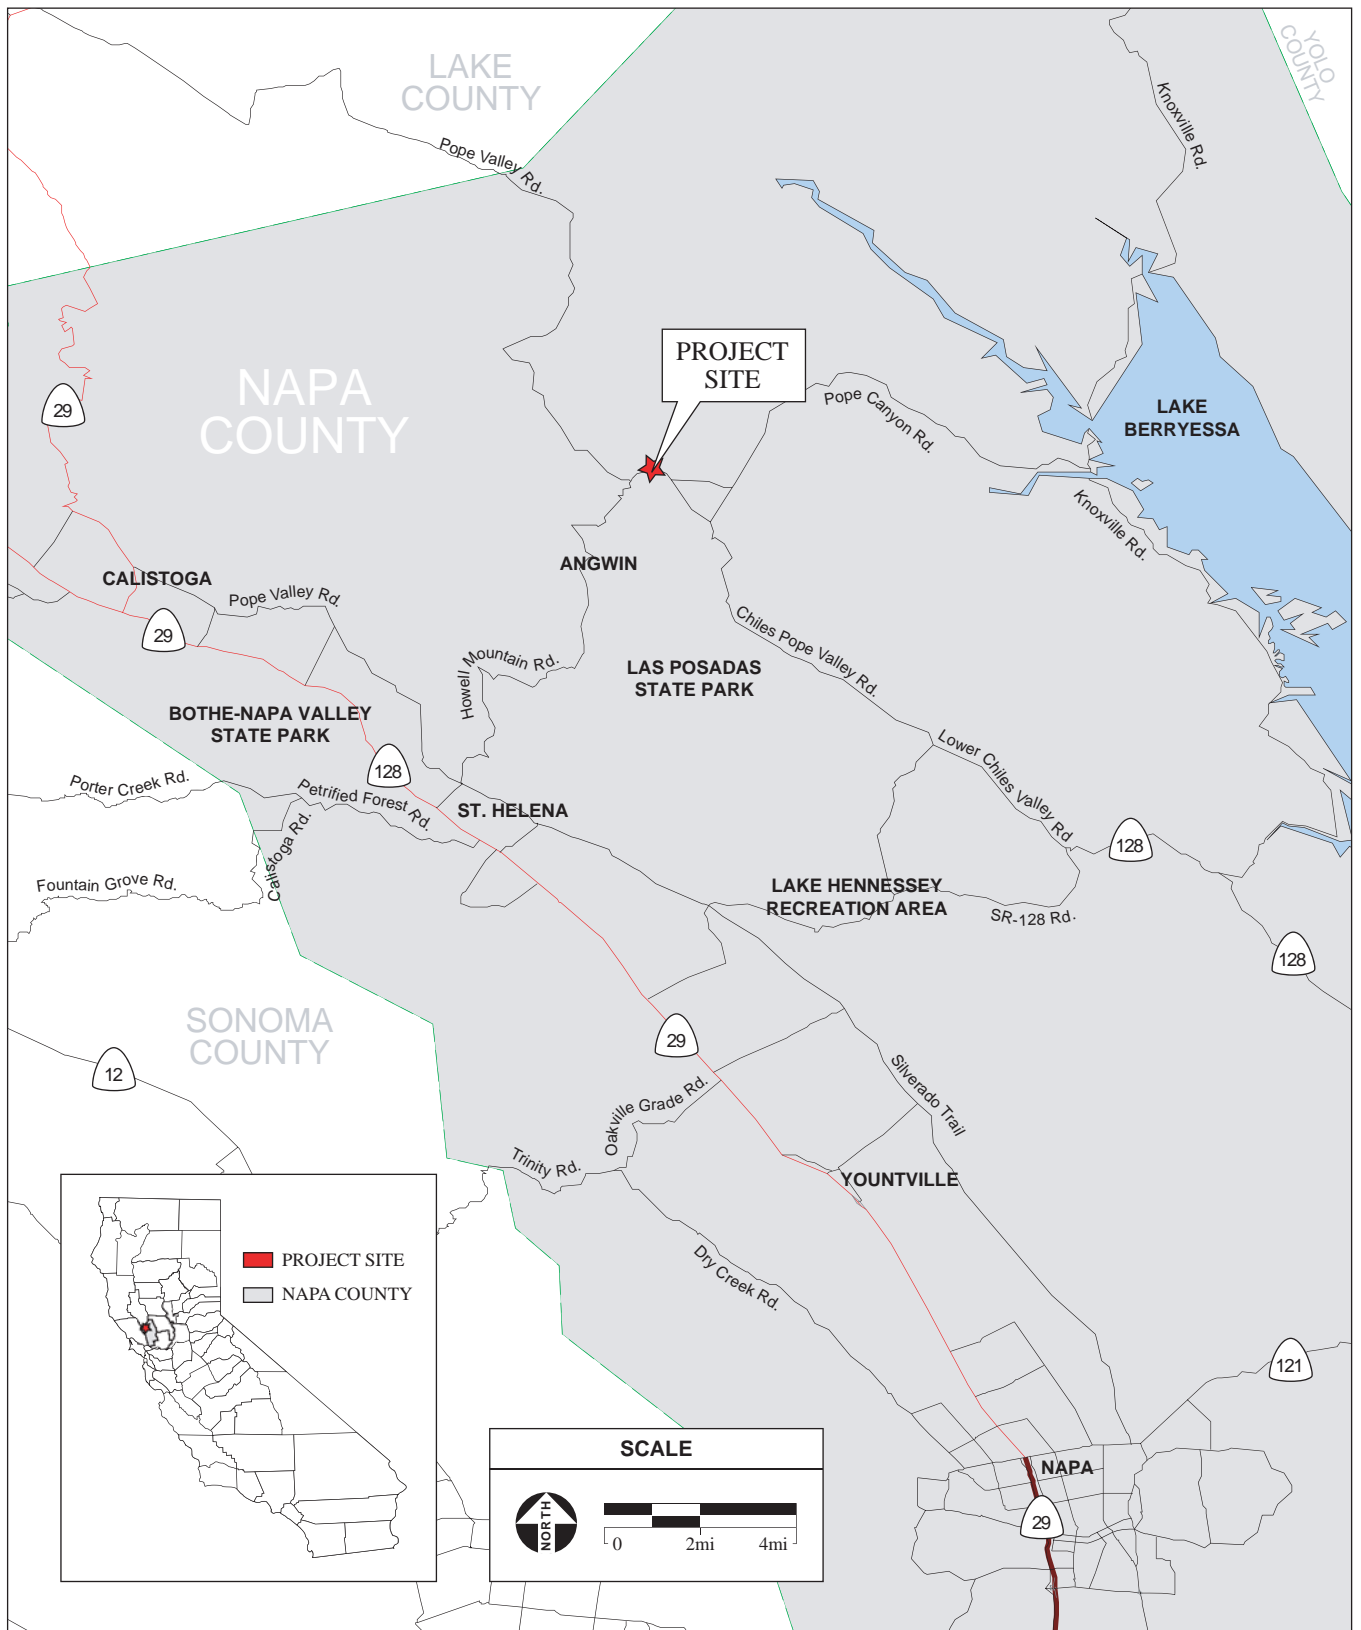 LAKE
COUNTY
YOLO
COUNTY
Pope Valley Rd.
Knoxville Rd.
PROJECT
SITE
NAPA
COUNTY
29
Pope Canyon Rd.
LAKE
BERRYESSA
Knoxville Rd.
ANGWIN
CALISTOGA
Pope Valley Rd.
29
Chiles Pope Valley Rd.
Howell Mountain Rd.
LAS POSADAS
STATE PARK
BOTHE-NAPA VALLEY
STATE PARK
Lower Chiles Valley Rd
128
Porter Creek Rd.
Petrified Forest Rd.
ST. HELENA
Calistoga Rd.
128
Fountain Grove Rd.
LAKE HENNESSEY
RECREATION AREA
SR-128 Rd.
128
SONOMA
COUNTY
29
12
Silverado Trail
Oakville Grade Rd.
Trinity Rd.
YOUNTVILLE
Dry Creek Rd.
PROJECT SITE
NAPA COUNTY
121
SCALE
NAPA
NORTH
0
2mi
4mi
29